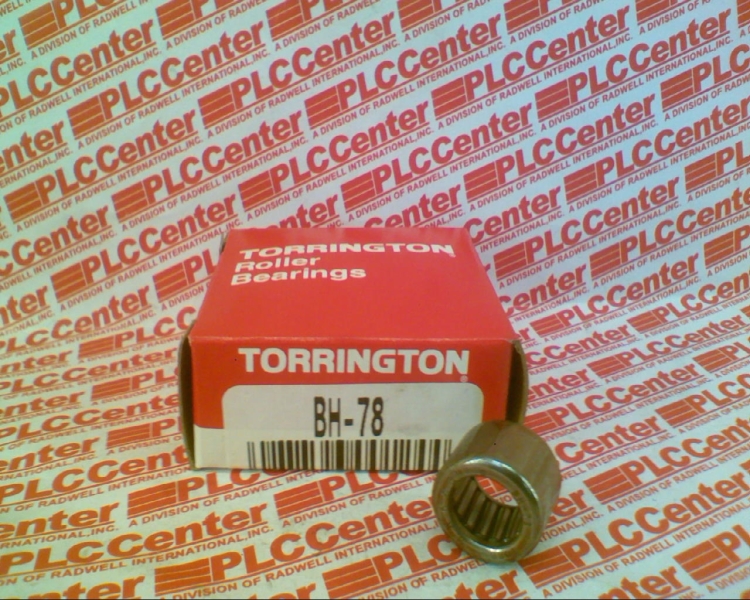 PLCCenter
A DIVISION OF RADWELL INTERNATIONAL, INC.
TORRINGTON®
Roller
Bearings
TORRINGTON®
BH-78